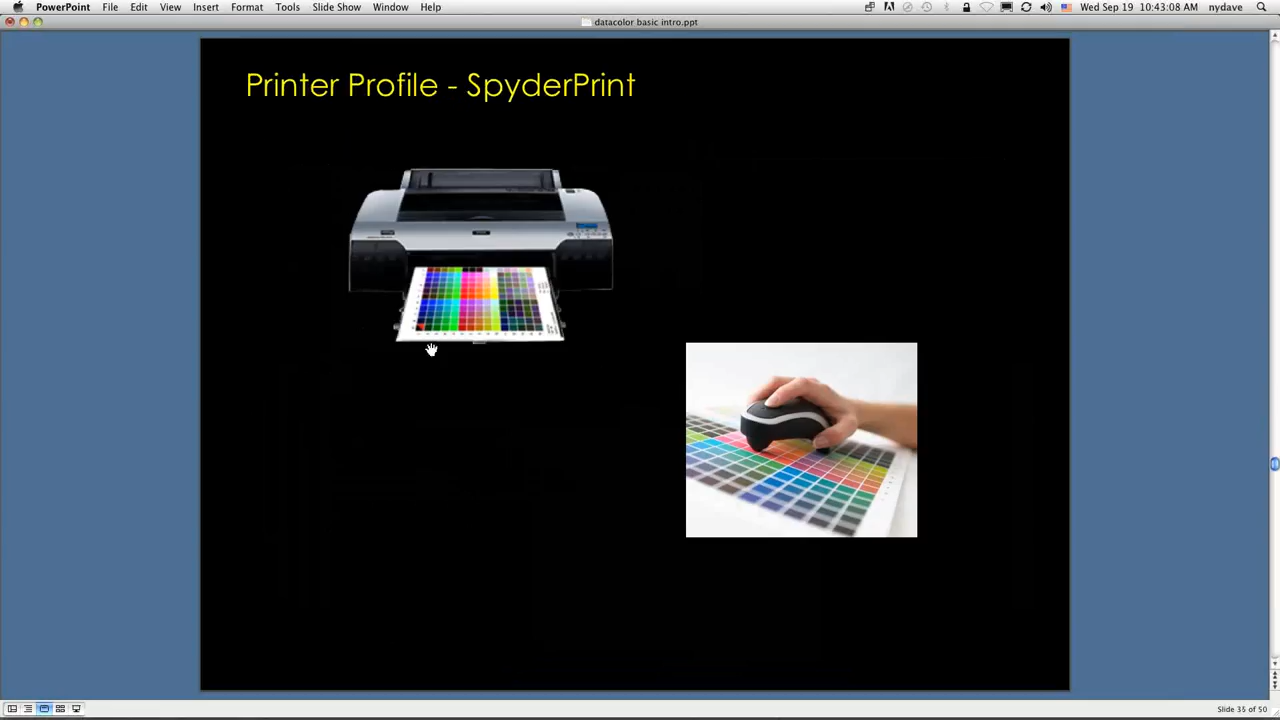 PowerPoint File Edit View Insert Format Tools Slide Show Window Help Wed Sep 19 10:43:08 AM nydave
datacolor basic intro.ppt
Printer Profile - SpyderPrint
Slide 35 of 50